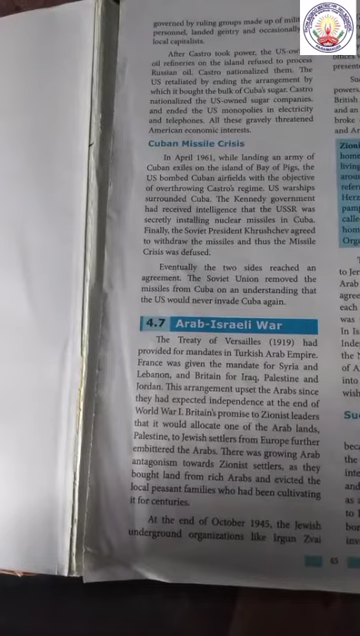 governed by ruling groups made up of
personnel, landed gentry and occasionally
local capitalists.
After Castro took power, the US-own
oil refineries on the island refused to process
Russian oil. Castro nationalized them. The
US retaliated by ending the arrangement by
which it bought the bulk of Cuba's sugar. Castro
nationalized the US-owned sugar companies.
and ended the US monopolies in electricity
and telephones. All these gravely threatened
American economic interests.
Cuban Missile Crisis
In April 1961, while landing an army of
Cuban exiles on the island of Bay of Pigs, the
US bombed Cuban airfields with the objective
of overthrowing Castro's regime. US warships
surrounded Cuba. The Kennedy government
had received intelligence that the USSR was
secretly installing nuclear missiles in Cuba.
Finally, the Soviet President Khrushchev agreed
to withdraw the missiles and thus the Missile
Crisis was defused.
Eventually the two sides reached an
agreement. The Soviet Union removed the
missiles from Cuba on an understanding that
the US would never invade Cuba again.
4.7 Arab-Israeli War
The Treaty of Versailles (1919) had
provided for mandates in Turkish Arab Empire.
France was given the mandate for Syria and
Lebanon, and Britain for Iraq, Palestine and
Jordan. This arrangement upset the Arabs since
they had expected independence at the end of
World War I. Britain's promise to Zionist leaders
that it would allocate one of the Arab lands,
Palestine, to Jewish settlers from Europe further
embittered the Arabs. There was growing Arab
antagonism towards Zionist settlers, as they
bought land from rich Arabs and evicted the
local peasant families who had been cultivating
it for centuries.
At the end of October 1945, the Jewish
underground organizations like Irgun Zvai
65